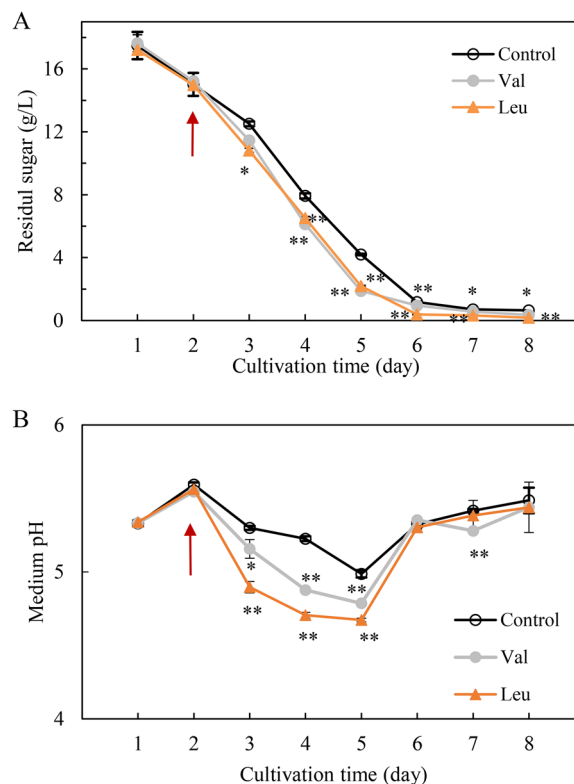 A
Residul sugar (g/L)
20
16
12
8
4
0
Control
Val
Leu
*
**
**
**
**
**
**
*
**
*
**
1 2 3 4 5 6 7 8
Cultivation time (day)
B
Medium pH
6
5
4
*
**
**
**
**
**
**
Control
Val
Leu
1 2 3 4 5 6 7 8
Cultivation time (day)